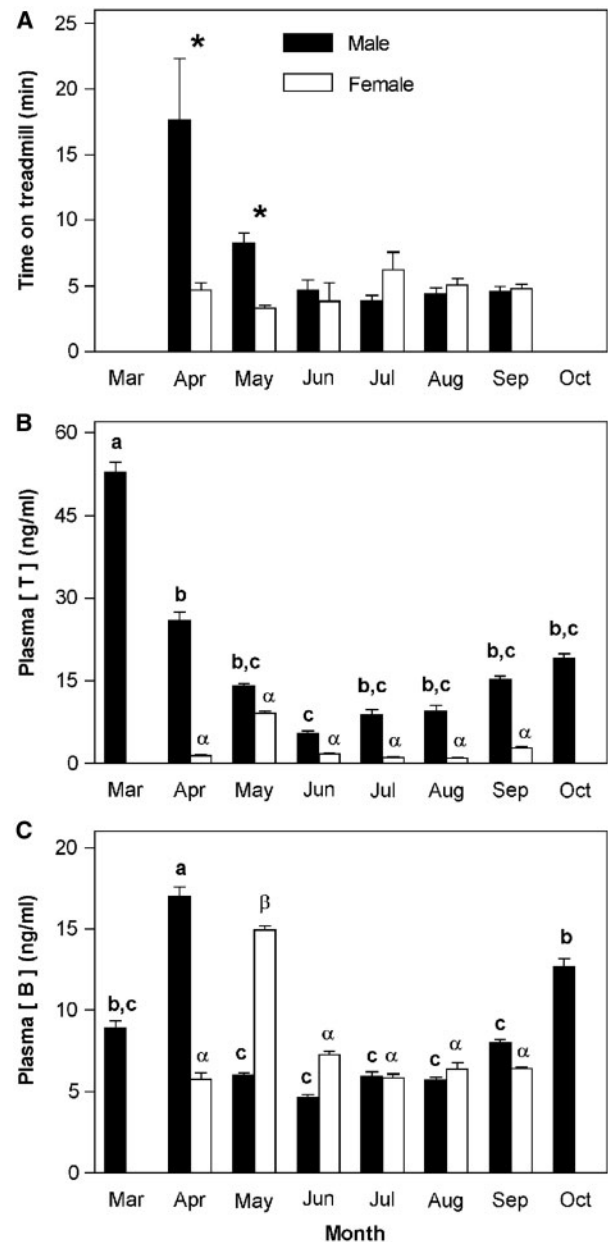 A
Time on treadmill (min)
25
20
15
10
5
0
* *
Male
Female
Mar Apr May Jun Jul Aug Sep Oct
B
Plasma [ T ] (ng/ml)
60
45
30
15
0
a b b,c α α c α b,c α b,c α b,c α b,c
Mar Apr May Jun Jul Aug Sep Oct
C
Plasma [ B ] (ng/ml)
20
15
10
5
0
b,c a α c β c α c α c α c α b
Mar Apr May Jun Jul Aug Sep Oct
Month